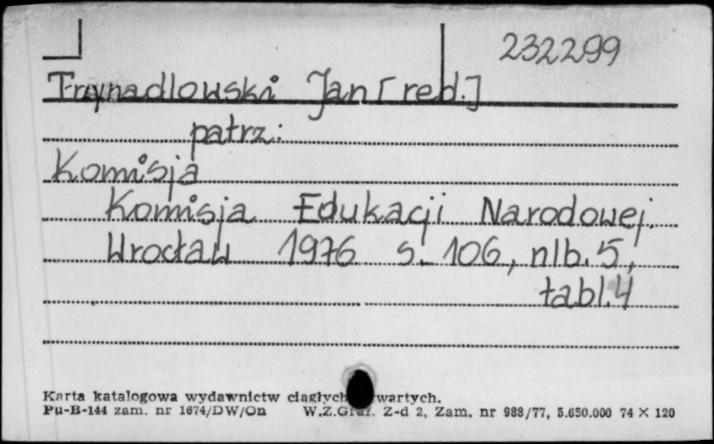 232299
Trzynadlowski Jan [red.]
patrz:
Komisja
Komisja Edukacji Narodowej.
Wrocław 1976 s. 106, nlb. 5,
tabl. 4
Karta katalogowa wydawnictw ciągłych wartych.
Pu-B-144 zam. nr 1674/DW/On W.Z.Graf. Z-d 2, Zam. nr 988/77, 5.650.000 74 × 120